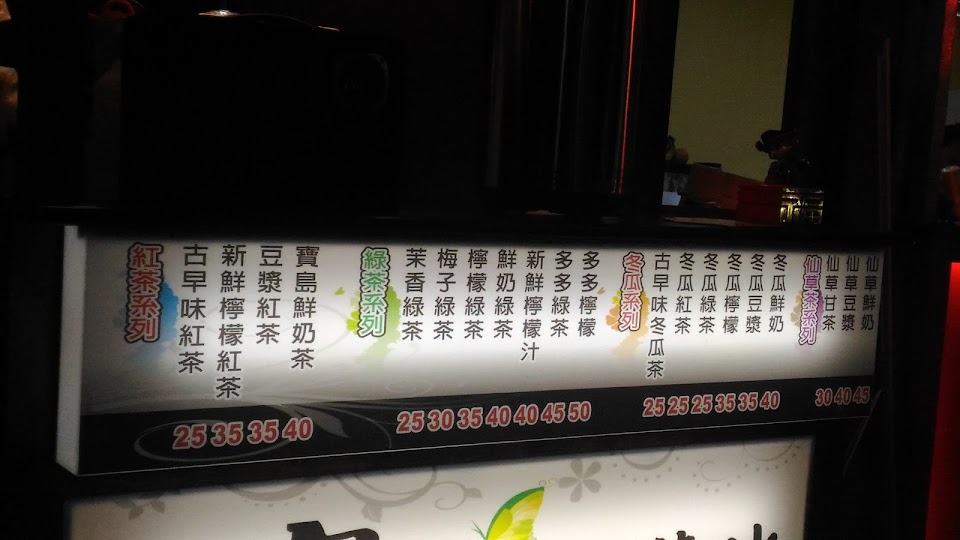 紅茶系列
古早味紅茶
新鮮檸檬紅茶
豆漿紅茶
寶島鮮奶茶
25 35 35 40
綠茶系列
茉香綠茶
梅子綠茶
檸檬綠茶
鮮奶綠茶
新鮮檸檬汁
多多綠茶
多多檸檬
25 30 35 40 40 45 50
冬瓜系列
古早味冬瓜茶
冬瓜紅茶
冬瓜綠茶
冬瓜檸檬
冬瓜豆漿
冬瓜鮮奶
25 25 25 35 35 40
仙草茶系列
仙草甘茶
仙草豆漿
仙草鮮奶
30 40 45